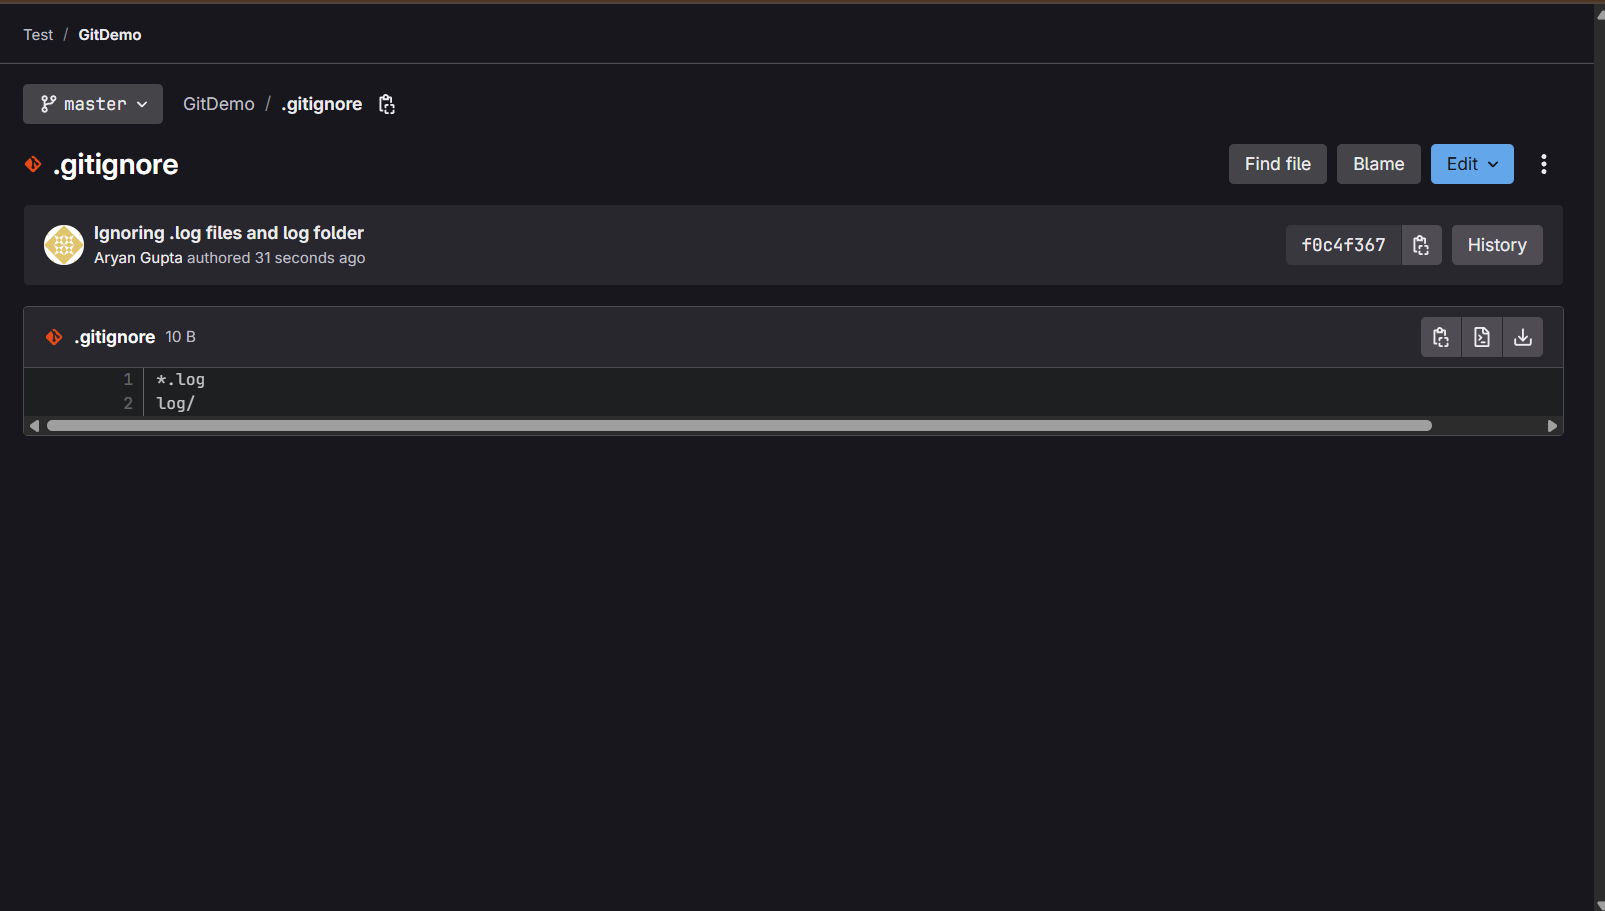 Test / GitDemo
master GitDemo / .gitignore
.gitignore
Find file Blame Edit
Ignoring .log files and log folder
Aryan Gupta authored 31 seconds ago
f0c4f367 History
.gitignore 10 B
1 *.log
2 log/